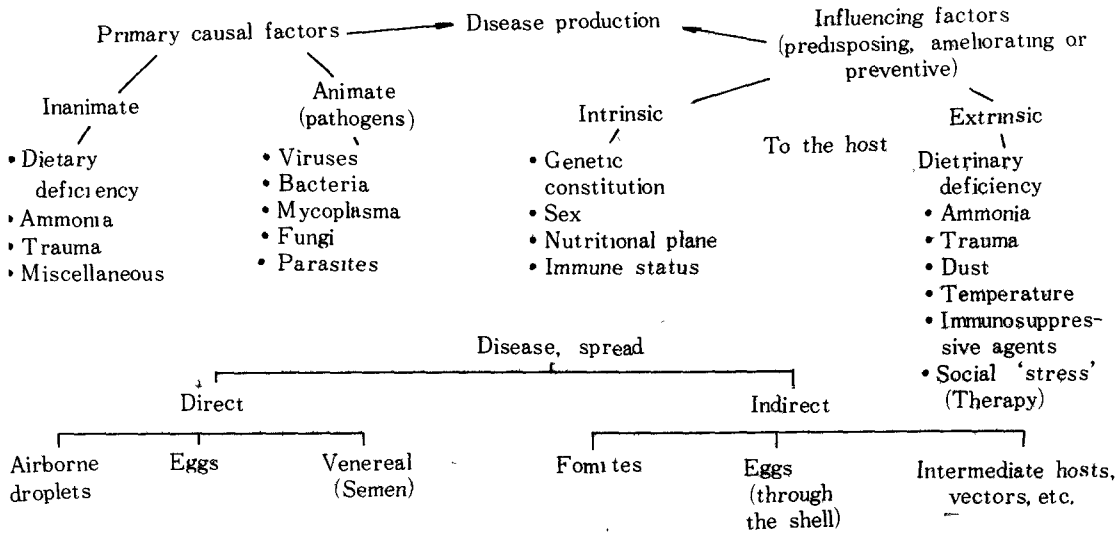 Primary causal factors
Disease production
Influencing factors
(predisposing, ameliorating or
preventive)
Inanimate
Animate
(pathogens)
Intrinsic
Extrinsic
To the host
• Dietary
deficiency
• Ammonia
• Trauma
• Miscellaneous
• Viruses
• Bacteria
• Mycoplasma
• Fungi
• Parasites
• Genetic
constitution
• Sex
• Nutritional plane
• Immune status
Dietrinary
deficiency
• Ammonia
• Trauma
• Dust
• Temperature
• Immunosuppres-
sive agents
• Social 'stress'
(Therapy)
Disease, spread
Direct
Indirect
Airborne
droplets
Eggs
Venereal
(Semen)
Fomites
Eggs
(through
the shell)
Intermediate hosts,
vectors, etc.